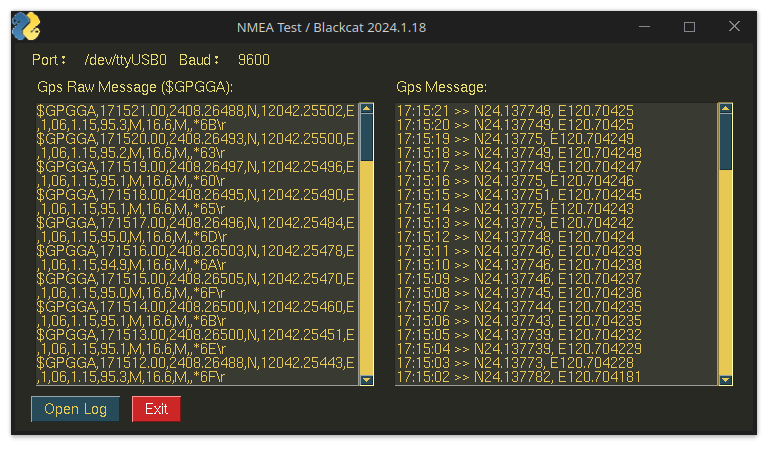 NMEA Test / Blackcat 2024.1.18
Port : /dev/ttyUSB0 Baud : 9600
Gps Raw Message ($GPGGA):
$GPGGA,171521.00,2408.26488,N,12042.25502,E
,1,06,1.15,95.3,M,16.6,M,,*6B\r
$GPGGA,171520.00,2408.26493,N,12042.25500,E
,1,06,1.15,95.2,M,16.6,M,,*63\r
$GPGGA,171519.00,2408.26497,N,12042.25496,E
,1,06,1.15,95.1,M,16.6,M,,*60\r
$GPGGA,171518.00,2408.26495,N,12042.25490,E
,1,06,1.15,95.1,M,16.6,M,,*65\r
$GPGGA,171517.00,2408.26496,N,12042.25484,E
,1,06,1.15,95.0,M,16.6,M,,*6D\r
$GPGGA,171516.00,2408.26503,N,12042.25478,E
,1,06,1.15,94.9,M,16.6,M,,*6A\r
$GPGGA,171515.00,2408.26505,N,12042.25470,E
,1,06,1.15,95.0,M,16.6,M,,*6F\r
$GPGGA,171514.00,2408.26500,N,12042.25460,E
,1,06,1.15,95.1,M,16.6,M,,*6B\r
$GPGGA,171513.00,2408.26500,N,12042.25451,E
,1,06,1.15,95.1,M,16.6,M,,*6E\r
$GPGGA,171512.00,2408.26488,N,12042.25443,E
,1,06,1.15,95.3,M,16.6,M,,*6F\r
Gps Message:
17:15:21 >> N24.137748, E120.70425
17:15:20 >> N24.137749, E120.70425
17:15:19 >> N24.13775, E120.704249
17:15:18 >> N24.137749, E120.704248
17:15:17 >> N24.137749, E120.704247
17:15:16 >> N24.13775, E120.704246
17:15:15 >> N24.137751, E120.704245
17:15:14 >> N24.13775, E120.704243
17:15:13 >> N24.13775, E120.704242
17:15:12 >> N24.137748, E120.70424
17:15:11 >> N24.137746, E120.704239
17:15:10 >> N24.137746, E120.704238
17:15:09 >> N24.137746, E120.704237
17:15:08 >> N24.137745, E120.704236
17:15:07 >> N24.137744, E120.704235
17:15:06 >> N24.137743, E120.704235
17:15:05 >> N24.137739, E120.704232
17:15:04 >> N24.137739, E120.704229
17:15:03 >> N24.13773, E120.704228
17:15:02 >> N24.137782, E120.704181
Open Log
Exit